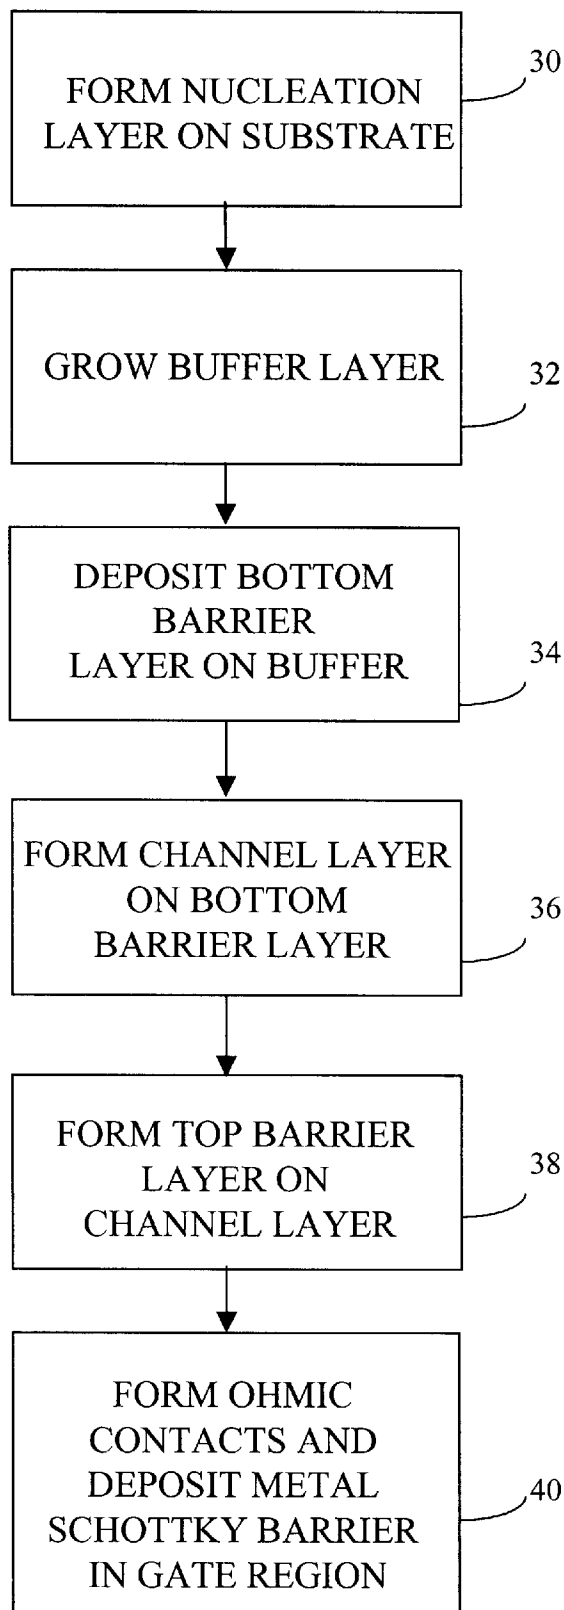 FORM NUCLEATION
LAYER ON SUBSTRATE
30
GROW BUFFER LAYER
32
DEPOSIT BOTTOM
BARRIER
LAYER ON BUFFER
34
FORM CHANNEL LAYER
ON BOTTOM
BARRIER LAYER
36
FORM TOP BARRIER
LAYER ON
CHANNEL LAYER
38
FORM OHMIC
CONTACTS AND
DEPOSIT METAL
SCHOTTKY BARRIER
IN GATE REGION
40